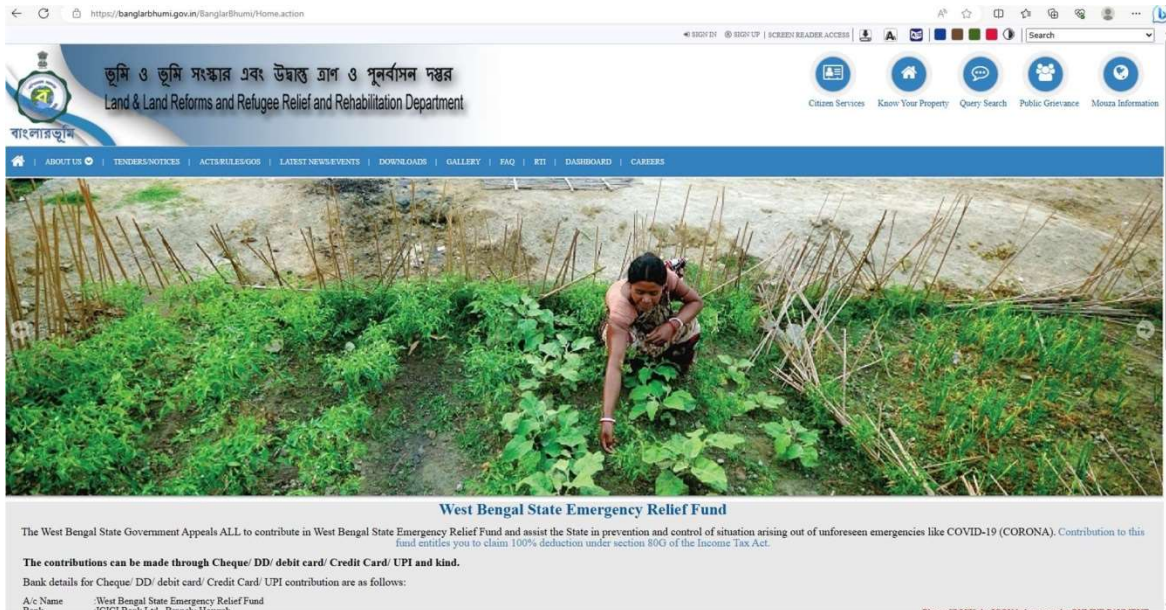 https://banglarbhumi.gov.in/BanglarBhumi/Home.action
SIGN IN SIGN UP | SCREEN READER ACCESS Search
ভূমি ও ভূমি সংস্কার এবং উদ্বাস্তু ত্রাণ ও পুনর্বাসন দপ্তর
Land & Land Reforms and Refugee Relief and Rehabilitation Department
বাংলারভূমি
Citizen Services Know Your Property Query Search Public Grievance Mouza Information
ABOUT US | TENDERS/NOTICES | ACTS/RULES/GOS | LATEST NEWS/EVENTS | DOWNLOADS | GALLERY | FAQ | RTI | DASHBOARD | CAREERS
West Bengal State Emergency Relief Fund
The West Bengal State Government Appeals ALL to contribute in West Bengal State Emergency Relief Fund and assist the State in prevention and control of situation arising out of unforeseen emergencies like COVID-19 (CORONA). Contribution to this
fund entitles you to claim 100% deduction under section 80G of the Income Tax Act.
The contributions can be made through Cheque/ DD/ debit card/ Credit Card/ UPI and kind.
Bank details for Cheque/ DD/ debit card/ Credit Card/ UPI contribution are as follows:
A/c Name :West Bengal State Emergency Relief Fund